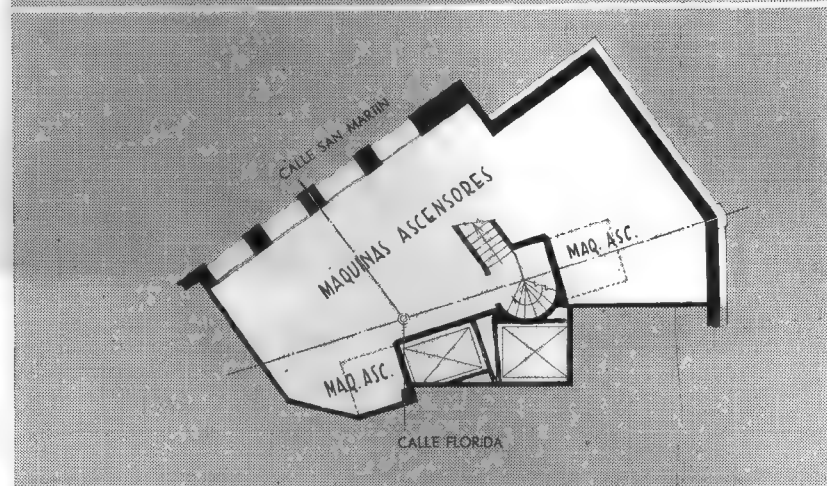 CALLE SAN MARTIN
MAQUINAS ASCENSORES
MAQ. ASC.
MAQ. ASC.
CALLE FLORIDA